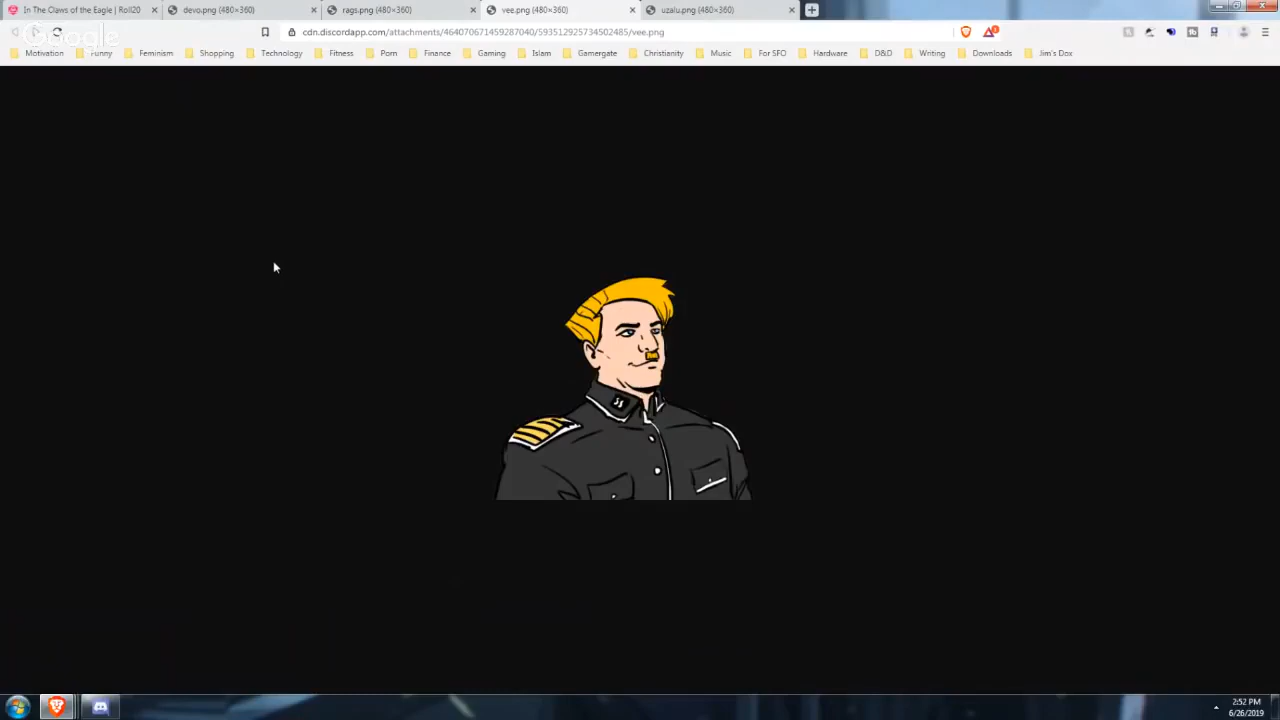 In The Claws of the Eagle | Roll20
devo.png (480×360)
rags.png (480×360)
vee.png (480×360)
uzalu.png (480×360)
cdn.discordapp.com/attachments/464070671459287040/593512925734502485/vee.png
Motivation Funny Feminism Shopping Technology Fitness Porn Finance Gaming Islam Gamergate Christianity Music For SFO Hardware D&D Writing Downloads Jim's Dox
2:52 PM
6/26/2019